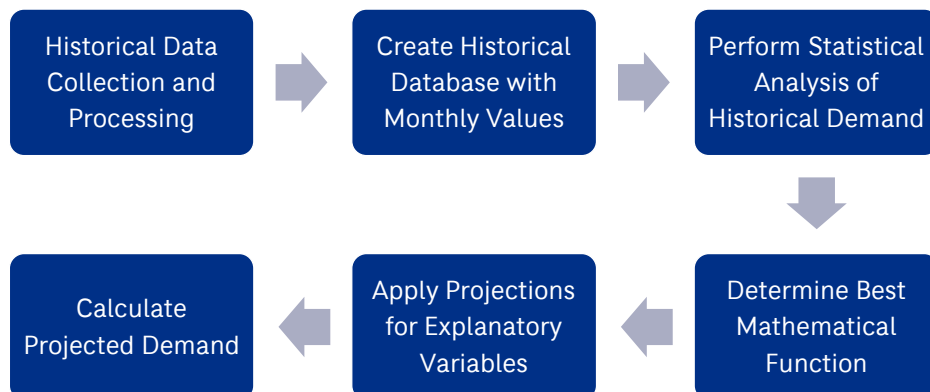 Historical Data
Collection and
Processing
Create Historical
Database with
Monthly Values
Perform Statistical
Analysis of
Historical Demand
Determine Best
Mathematical
Function
Apply Projections
for Explanatory
Variables
Calculate
Projected Demand